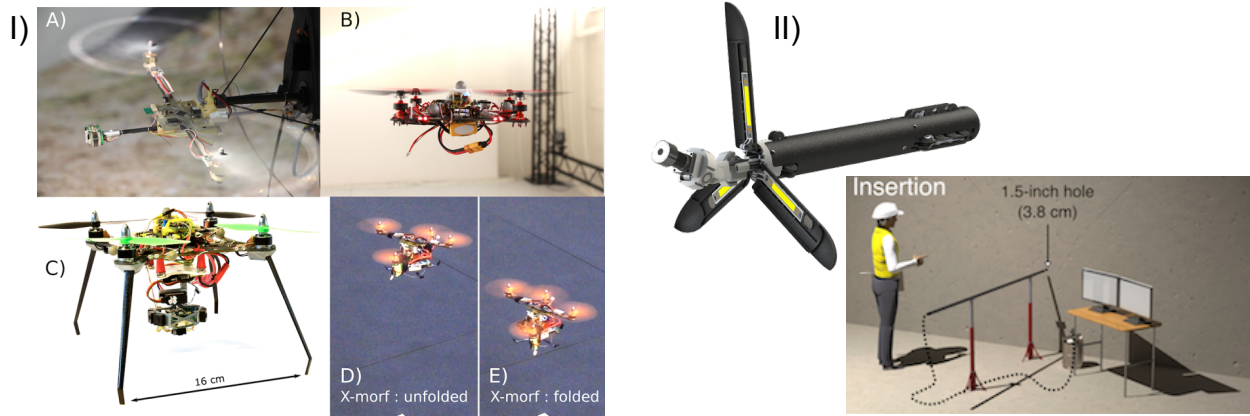 I)
A)
B)
C)
16 cm
D)
X-morf : unfolded
E)
X-morf : folded
II)
Insertion
1.5-inch hole
(3.8 cm)